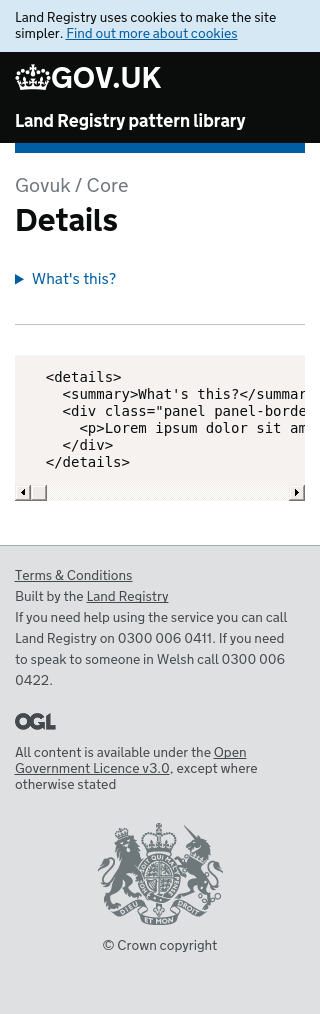 Land Registry uses cookies to make the site
simpler. Find out more about cookies
GOV.UK
Land Registry pattern library
Govuk / Core
Details
What's this?
<details>
<summary>What's this?</summar
<div class="panel panel-borde
<p>Lorem ipsum dolor sit am
</div>
</details>
Terms & Conditions
Built by the Land Registry
If you need help using the service you can call
Land Registry on 0300 006 0411. If you need
to speak to someone in Welsh call 0300 006
0422.
OGL
All content is available under the Open
Government Licence v3.0, except where
otherwise stated
DIEU ET MON DROIT
© Crown copyright